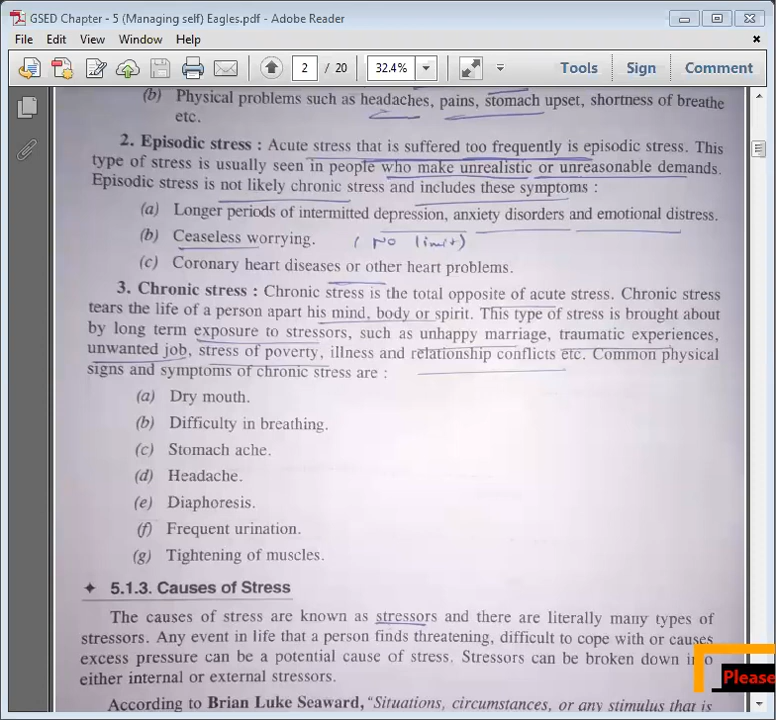 GSED Chapter - 5 (Managing self) Eagles.pdf - Adobe Reader
File Edit View Window Help
2 / 20 32.4% Tools Sign Comment
(b) Physical problems such as headaches, pains, stomach upset, shortness of breathe
etc.
2. Episodic stress : Acute stress that is suffered too frequently is episodic stress. This
type of stress is usually seen in people who make unrealistic or unreasonable demands.
Episodic stress is not likely chronic stress and includes these symptoms :
(a) Longer periods of intermitted depression, anxiety disorders and emotional distress.
(b) Ceaseless worrying. (No limit)
(c) Coronary heart diseases or other heart problems.
3. Chronic stress : Chronic stress is the total opposite of acute stress. Chronic stress
tears the life of a person apart his mind, body or spirit. This type of stress is brought about
by long term exposure to stressors, such as unhappy marriage, traumatic experiences,
unwanted job, stress of poverty, illness and relationship conflicts etc. Common physical
signs and symptoms of chronic stress are :
(a) Dry mouth.
(b) Difficulty in breathing.
(c) Stomach ache.
(d) Headache.
(e) Diaphoresis.
(f) Frequent urination.
(g) Tightening of muscles.
5.1.3. Causes of Stress
The causes of stress are known as stressors and there are literally many types of
stressors. Any event in life that a person finds threatening, difficult to cope with or causes
excess pressure can be a potential cause of stress. Stressors can be broken down into
either internal or external stressors.
Please
According to Brian Luke Seaward, "Situations, circumstances, or any stimulus that is